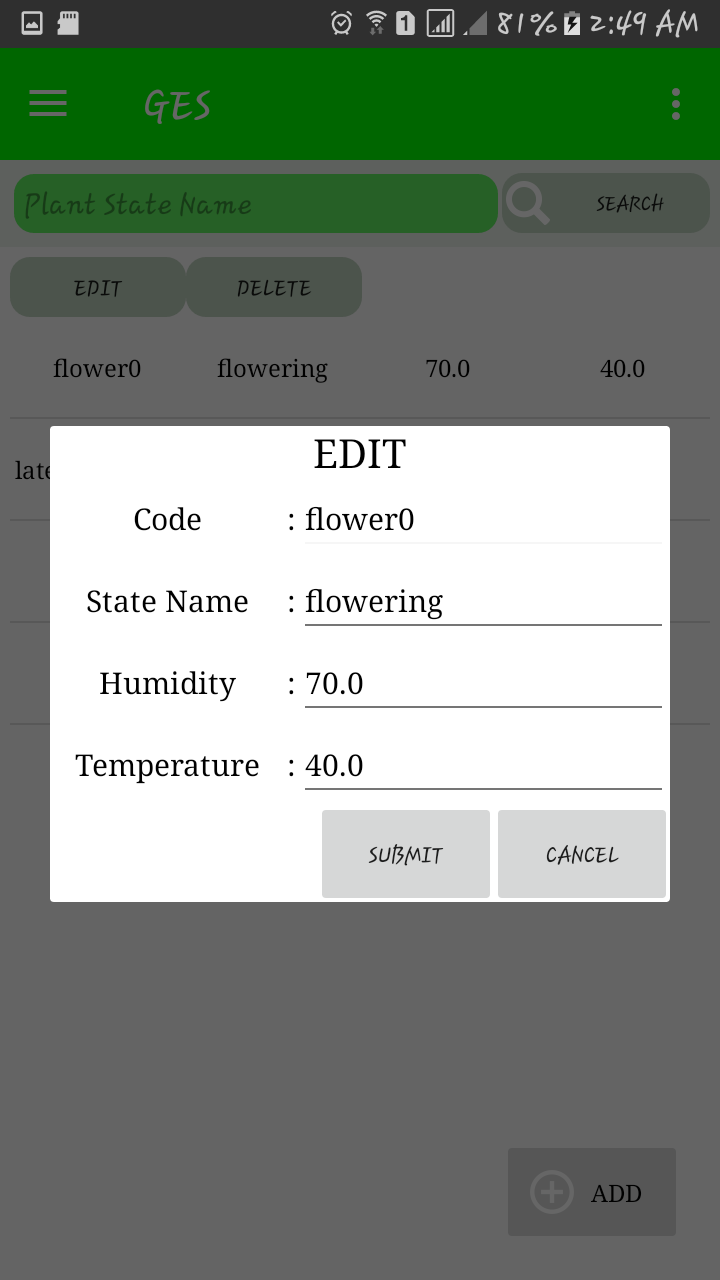 1 81% 2:49 AM
GES
Plant State Name SEARCH
EDIT DELETE
flower0 flowering 70.0 40.0
EDIT
Code : flower0
State Name : flowering
Humidity : 70.0
Temperature : 40.0
SUBMIT CANCEL
ADD